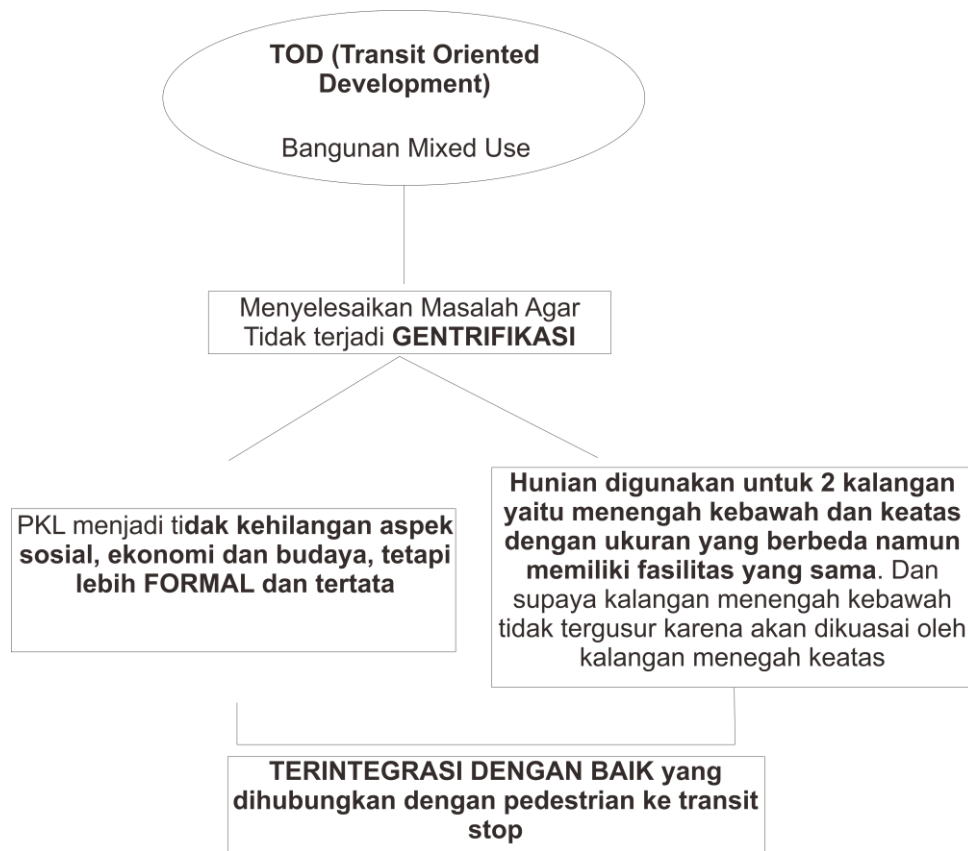 TOD (Transit Oriented
Development)
Bangunan Mixed Use
Menyelesaikan Masalah Agar
Tidak terjadi GENTRIFIKASI
PKL menjadi tidak kehilangan aspek
sosial, ekonomi dan budaya, tetapi
lebih FORMAL dan tertata
Hunian digunakan untuk 2 kalangan
yaitu menengah kebawah dan keatas
dengan ukuran yang berbeda namun
memiliki fasilitas yang sama. Dan
supaya kalangan menengah kebawah
tidak tergusur karena akan dikuasai oleh
kalangan menegah keatas
TERINTEGRASI DENGAN BAIK yang
dihubungkan dengan pedestrian ke transit
stop